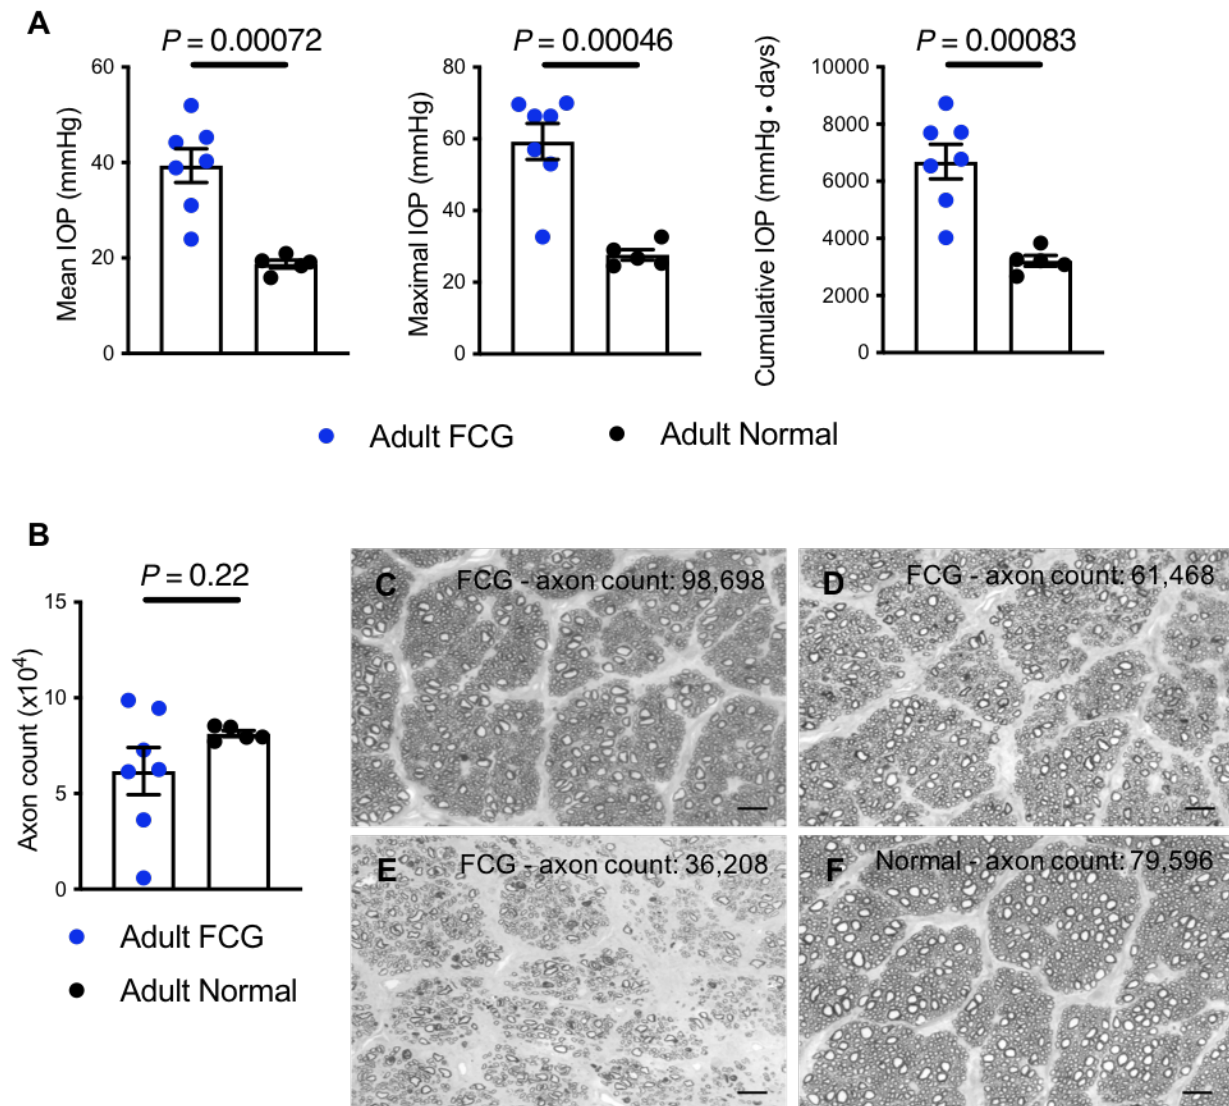 A
P = 0.00072
P = 0.00046
P = 0.00083
Mean IOP (mmHg)
60
40
20
0
Maximal IOP (mmHg)
80
60
40
20
0
Cumulative IOP (mmHg • days)
10000
8000
6000
4000
2000
0
Adult FCG
Adult Normal
B
P = 0.22
Axon count (x10⁴)
15
10
5
0
Adult FCG
Adult Normal
C FCG - axon count: 98,698
D FCG - axon count: 61,468
E FCG - axon count: 36,208
F Normal - axon count: 79,596